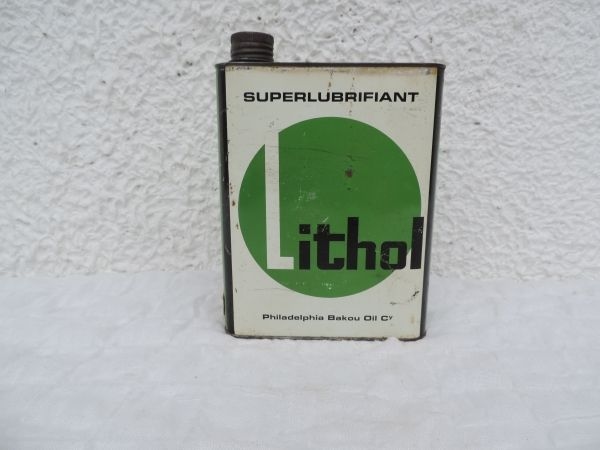 SUPERLUBRIFIANT
Lithol
Philadelphia Bakou Oil Cy